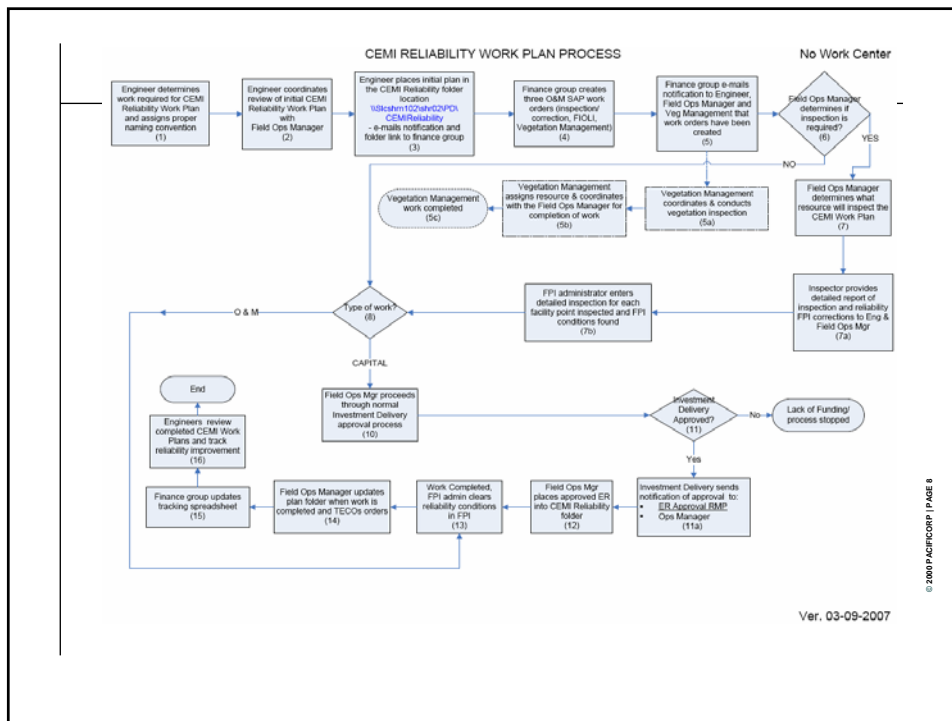 CEMI RELIABILITY WORK PLAN PROCESS
No Work Center
Engineer determines
work required for CEMI
Reliability Work Plan
and assigns proper
naming convention
(1)
Engineer coordinates
review of initial CEMI
Reliability Work Plan
with
Field Ops Manager
(2)
Engineer places initial plan in
the CEMI Reliability folder
location
CEMIReliability
- e-mails notification and
folder link to finance group
(3)
Finance group creates
three O&M SAP work
orders (inspection/
correction, FIOLI,
Vegetation Management)
(4)
Finance group e-mails
notification to Engineer,
Field Ops Manager and
Veg Management that
work orders have been
created
(5)
Field Ops Manager
determines if
inspection is
required?
(6)
YES
NO
Vegetation Management
work completed
(5c)
Vegetation Management
assigns resource & coordinates
with the Field Ops Manager for
completion of work
(5b)
Vegetation Management
coordinates & conducts
vegetation inspection
(5a)
Field Ops Manager
determines what
resource will inspect the
CEMI Work Plan
(7)
O & M
Type of work?
(8)
FPI administrator enters
detailed inspection for each
facility point inspected and FPI
conditions found
(7b)
Inspector provides
detailed report of
inspection and reliability
FPI corrections to Eng &
Field Ops Mgr
(7a)
CAPITAL
End
Field Ops Mgr proceeds
through normal
Investment Delivery
approval process
(10)
Investment
Delivery
Approved?
(11)
No
Lack of Funding/
process stopped
Engineers review
completed CEMI Work
Plans and track
reliability improvement
(16)
Yes
Finance group updates
tracking spreadsheet
(15)
Field Ops Manager updates
plan folder when work is
completed and TECOs orders
(14)
Work Completed,
FPI admin clears
reliability conditions
in FPI
(13)
Field Ops Mgr
places approved ER
into CEMI Reliability
folder
(12)
Investment Delivery sends
notification of approval to:
▪ ER Approval RMP
▪ Ops Manager
(11a)
© 2000 PACIFICORP | PAGE 8
Ver. 03-09-2007